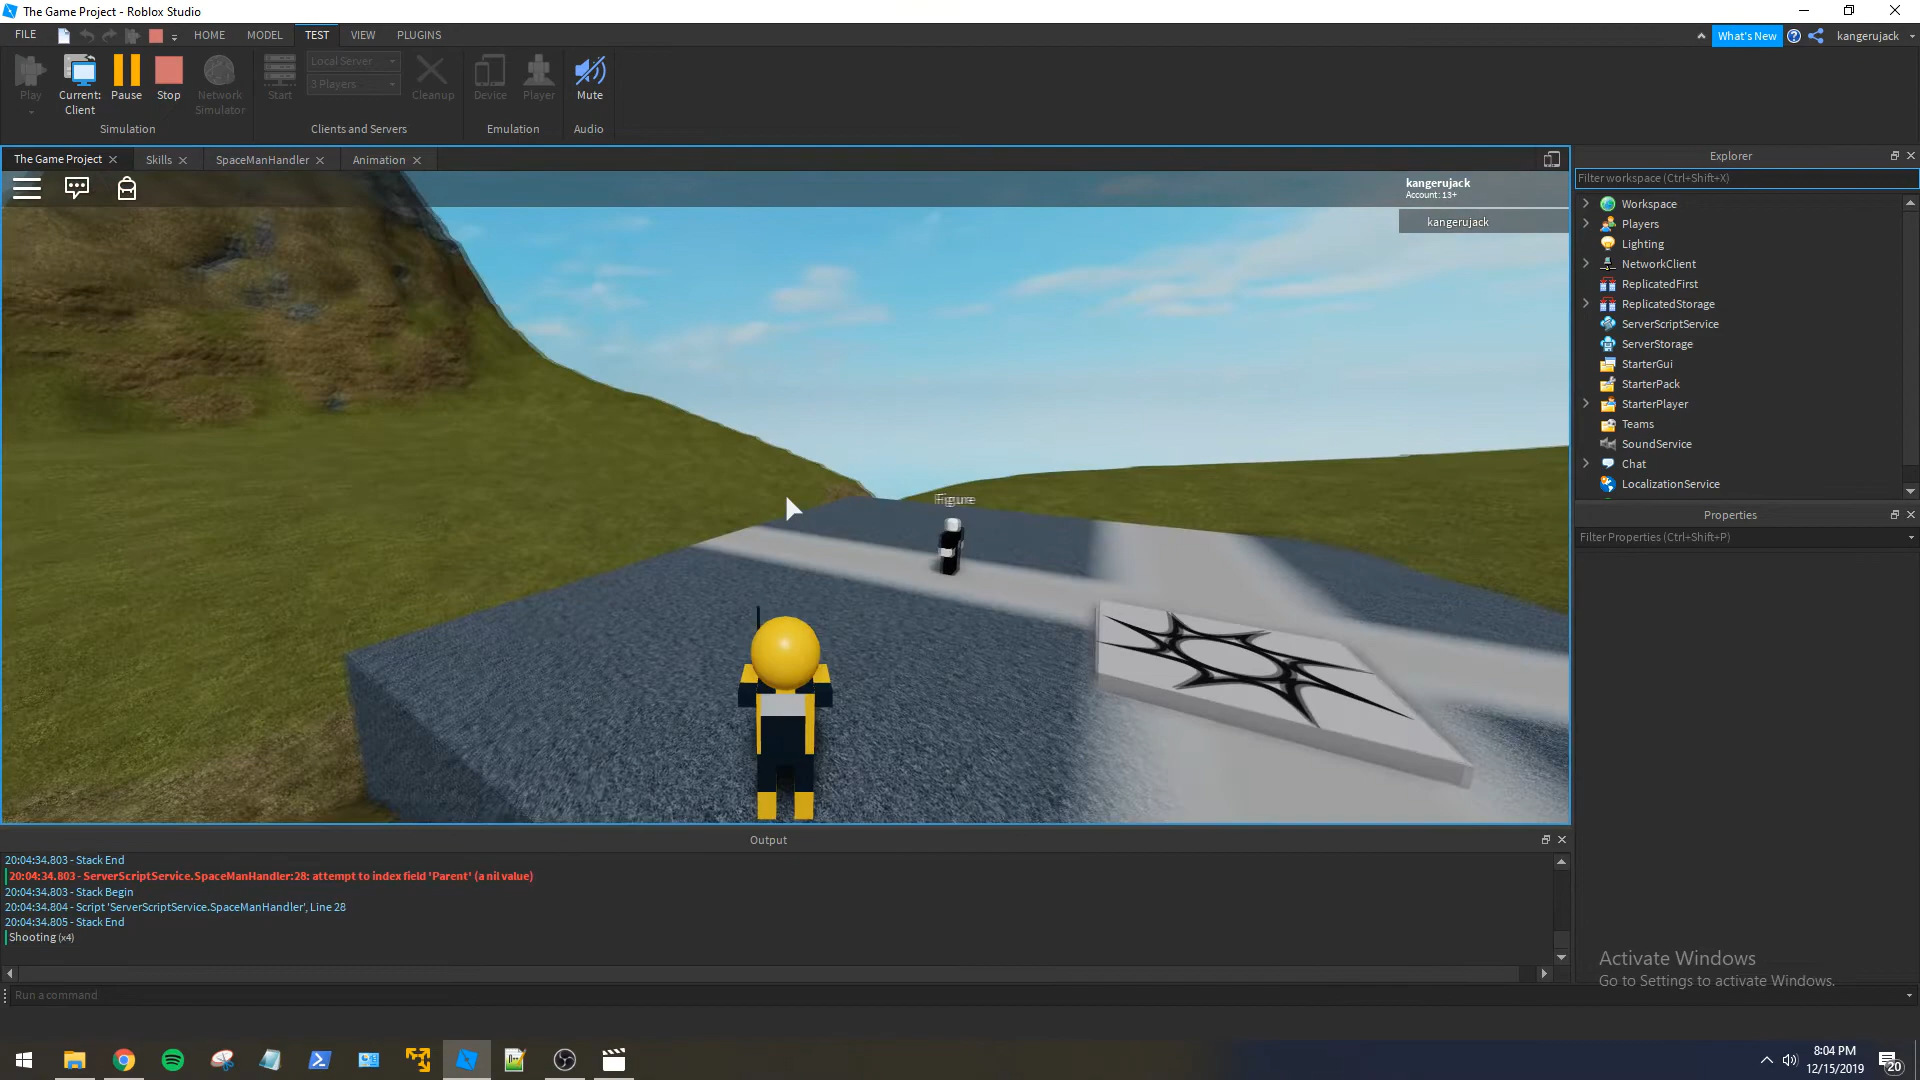 The Game Project - Roblox Studio
FILE HOME MODEL TEST VIEW PLUGINS What's New kangerujack
Play Current: Client Pause Stop Network Simulator Local Server 3 Players Start Cleanup Device Player Mute
Simulation Clients and Servers Emulation Audio
The Game Project Skills SpaceManHandler Animation
kangerujack
Account: 13+
kangerujack
Figure
Explorer
Filter workspace (Ctrl+Shift+X)
Workspace
Players
Lighting
NetworkClient
ReplicatedFirst
ReplicatedStorage
ServerScriptService
ServerStorage
StarterGui
StarterPack
StarterPlayer
Teams
SoundService
Chat
LocalizationService
Properties
Filter Properties (Ctrl+Shift+P)
Output
20:04:34.803 - Stack End
20:04:34.803 - ServerScriptService.SpaceManHandler:28: attempt to index field 'Parent' (a nil value)
20:04:34.803 - Stack Begin
20:04:34.804 - Script 'ServerScriptService.SpaceManHandler', Line 28
20:04:34.805 - Stack End
Shooting (x4)
Run a command
Activate Windows
Go to Settings to activate Windows.
8:04 PM
12/15/2019
20